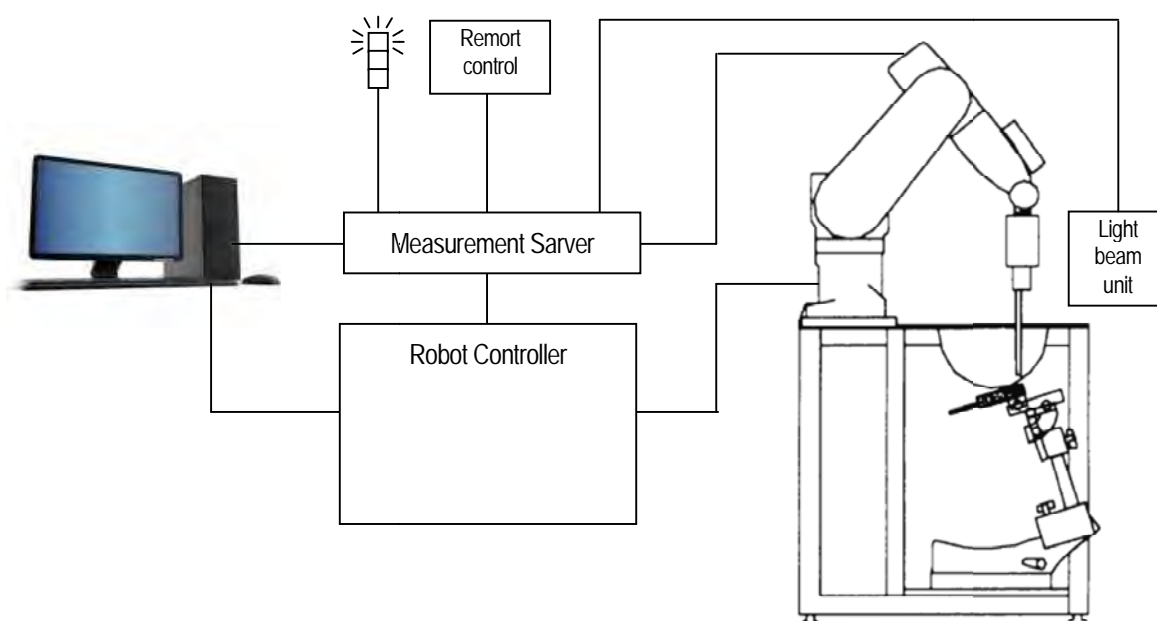 Remort
control
Measurement Sarver
Light
beam
unit
Robot Controller